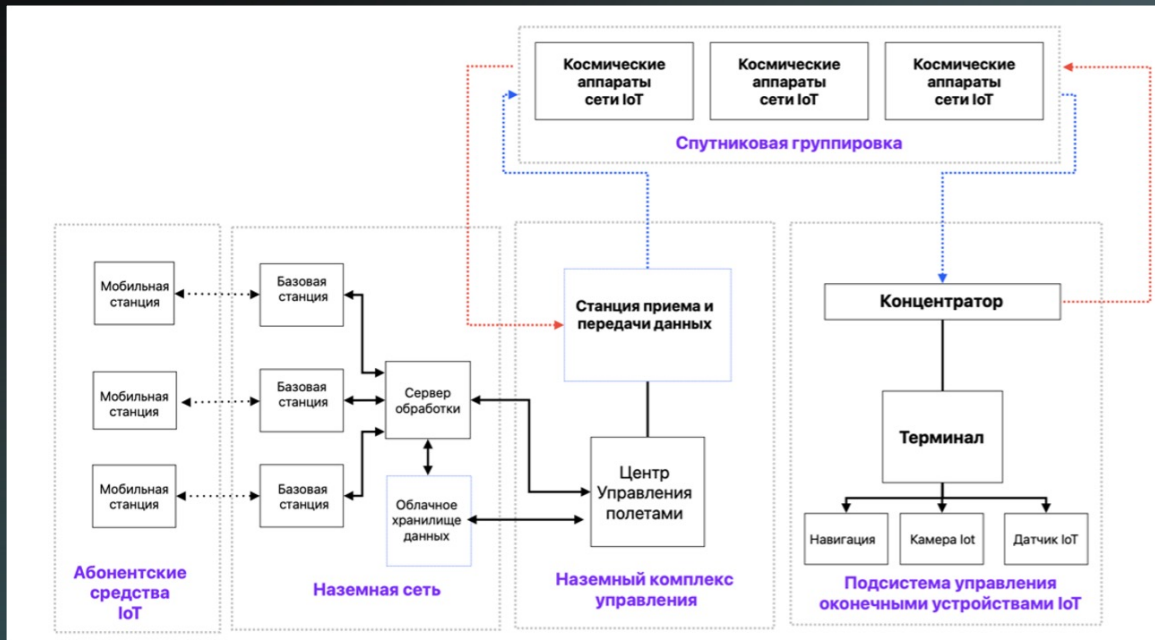 Космические
аппараты
сети IoT
Космические
аппараты
сети IoT
Космические
аппараты
сети IoT
Спутниковая группировка
Мобильная
станция
Мобильная
станция
Мобильная
станция
Абонентские
средства
IoT
Базовая
станция
Базовая
станция
Базовая
станция
Сервер
обработки
Облачное
хранилище
данных
Наземная сеть
Станция приема и
передачи данных
Центр
Управления
полетами
Наземный комплекс
управления
Концентратор
Терминал
Навигация
Камера Iot
Датчик IoT
Подсистема управления
оконечными устройствами IoT